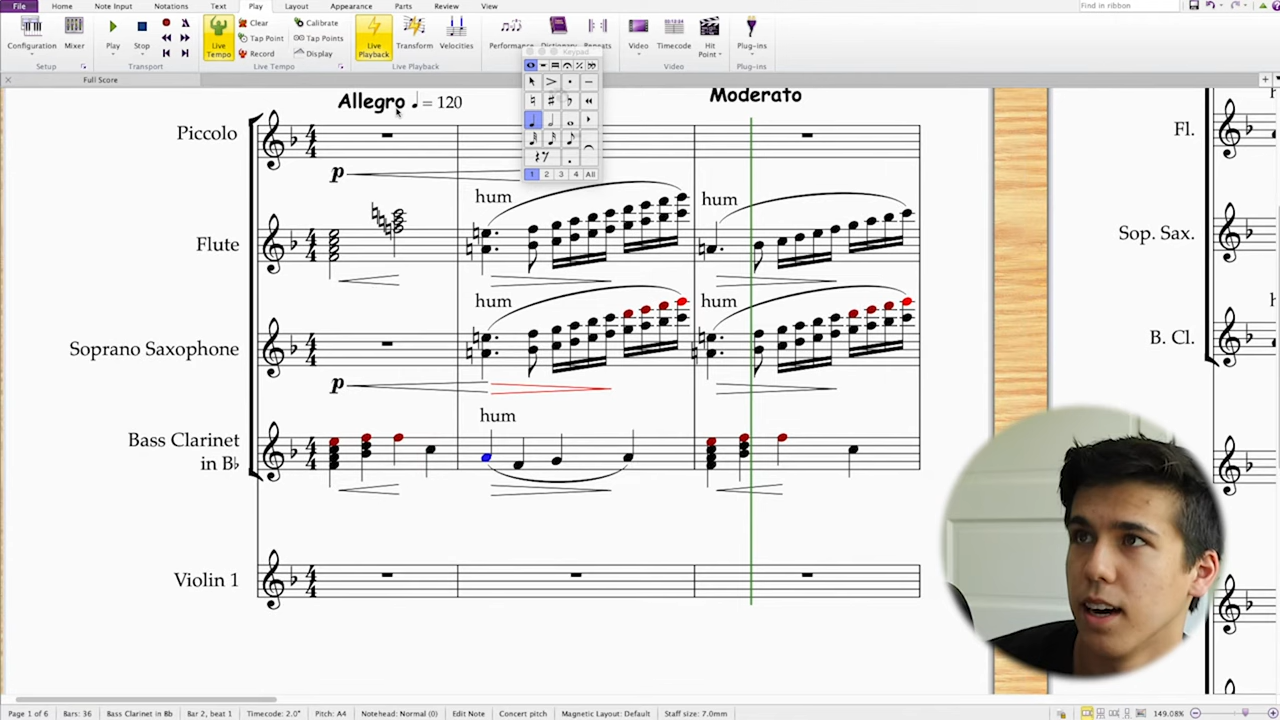 File Home Note Input Notations Text Play Layout Appearance Parts Review View Find in ribbon
Configuration Mixer Play Stop Live Tempo Clear Tap Point Record Calibrate Tap Points Display Live Playback Transform Velocities Performance Dictionary Repeats Video Timecode Hit Point Plug-ins
Setup Transport Live Tempo Live Playback Video Plug-ins
Keypad
1 2 3 4 All
Full Score
Allegro = 120 Moderato
Piccolo
p
hum hum
Flute
hum hum
Soprano Saxophone
p
hum
Bass Clarinet
in B♭
Violin 1
Fl.
Sop. Sax.
B. Cl.
Page 1 of 6 Bars: 36 Bass Clarinet in Bb Bar 2, beat 1 Timecode: 2.0" Pitch: A4 Notehead: Normal (0) Edit Note Concert pitch Magnetic Layout: Default Staff size: 7.0mm 149.08%